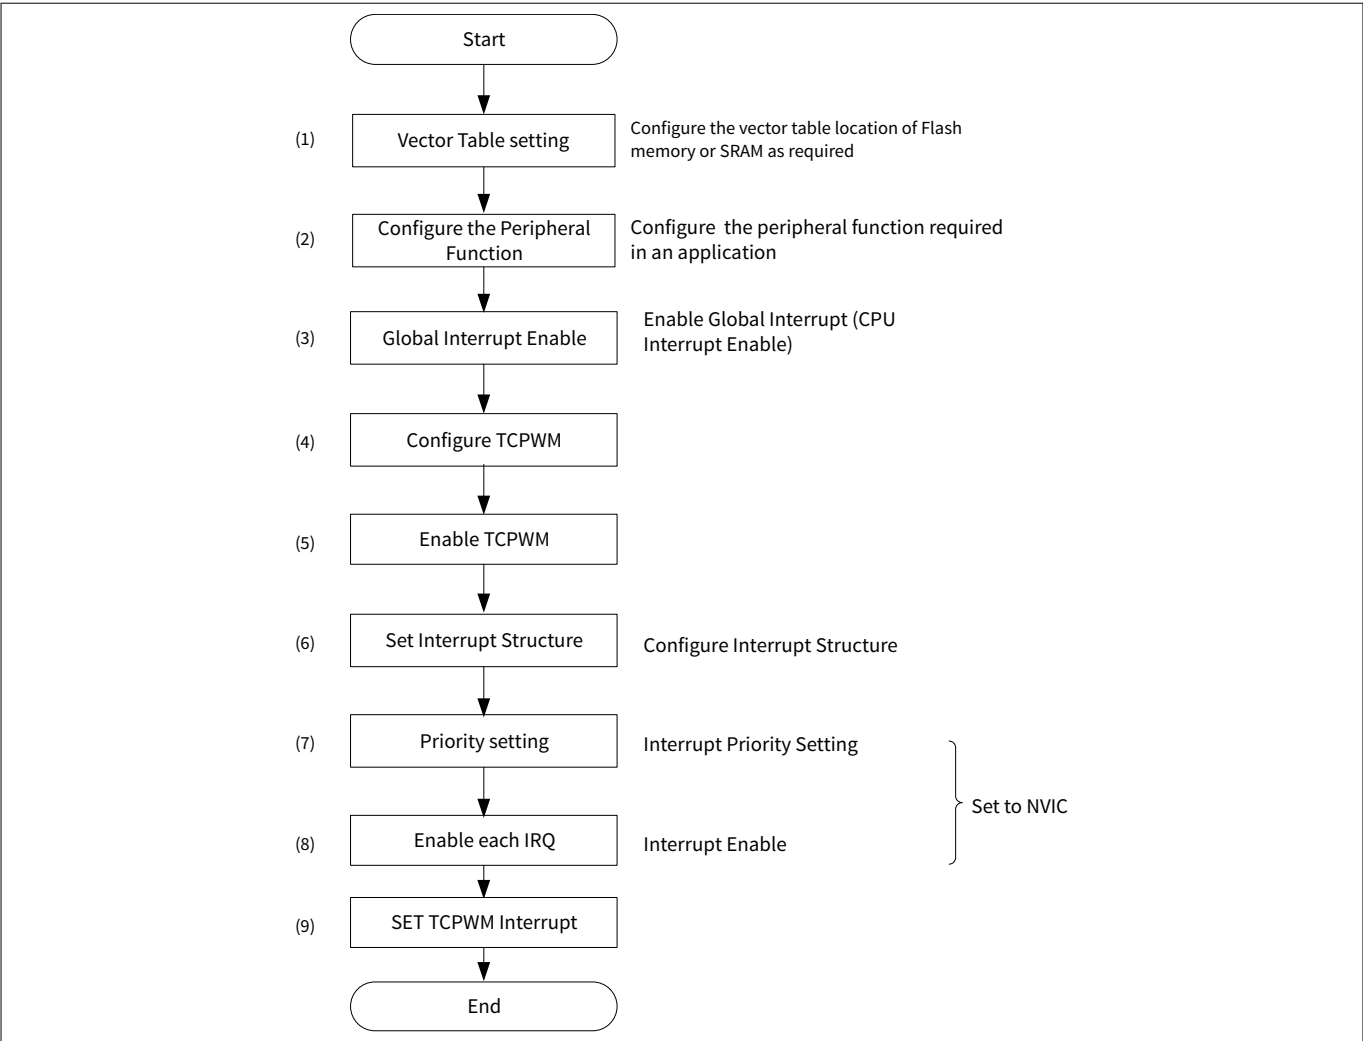 Start
(1)
Vector Table setting
Configure the vector table location of Flash
memory or SRAM as required
(2)
Configure the Peripheral
Function
Configure the peripheral function required
in an application
(3)
Global Interrupt Enable
Enable Global Interrupt (CPU
Interrupt Enable)
(4)
Configure TCPWM
(5)
Enable TCPWM
(6)
Set Interrupt Structure
Configure Interrupt Structure
(7)
Priority setting
Interrupt Priority Setting
Set to NVIC
(8)
Enable each IRQ
Interrupt Enable
(9)
SET TCPWM Interrupt
End